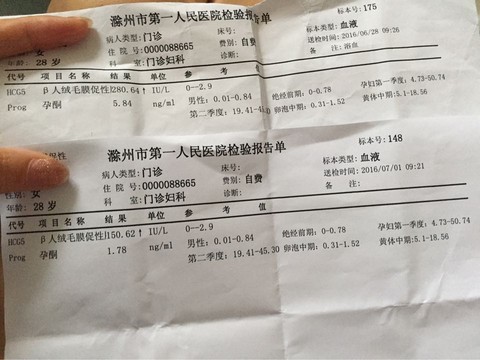 滁州市第一人民医院检验报告单
标本号: 175
病人类型: 门诊
床号:
标本类型: 血液
住 院 号: 0000088665
费别: 自费
送检时间: 2016/06/28 09:26
女
年龄: 28 岁
科 室: 门诊妇科
诊断:
备 注: 溶血
代号 项目名称 结果 单位 参 考 值
HCG5 β人绒毛膜促性 280.64↑ IU/L 0--2.9
绝经前期: 0-0.78
孕妇第一季度: 4.73-50.74
Prog 孕酮 5.84 ng/ml 男性: 0.01-0.84
卵泡中期: 0.31-1.52
黄体中期: 5.1-18.56
第二季度: 19.41-45
滁州市第一人民医院检验报告单
标本号: 148
病人类型: 门诊
床号:
标本类型: 血液
住 院 号: 0000088665
费别: 自费
送检时间: 2016/07/01 09:21
性别: 女
年龄: 28 岁
科 室: 门诊妇科
诊断:
备 注:
代号 项目名称 结果 单位 参 考 值
HCG5 β人绒毛膜促性 150.62↑ IU/L 0--2.9
绝经前期: 0-0.78
孕妇第一季度: 4.73-50.74
Prog 孕酮 1.78 ng/ml 男性: 0.01-0.84
卵泡中期: 0.31-1.52
黄体中期: 5.1-18.56
第二季度: 19.41-45.30